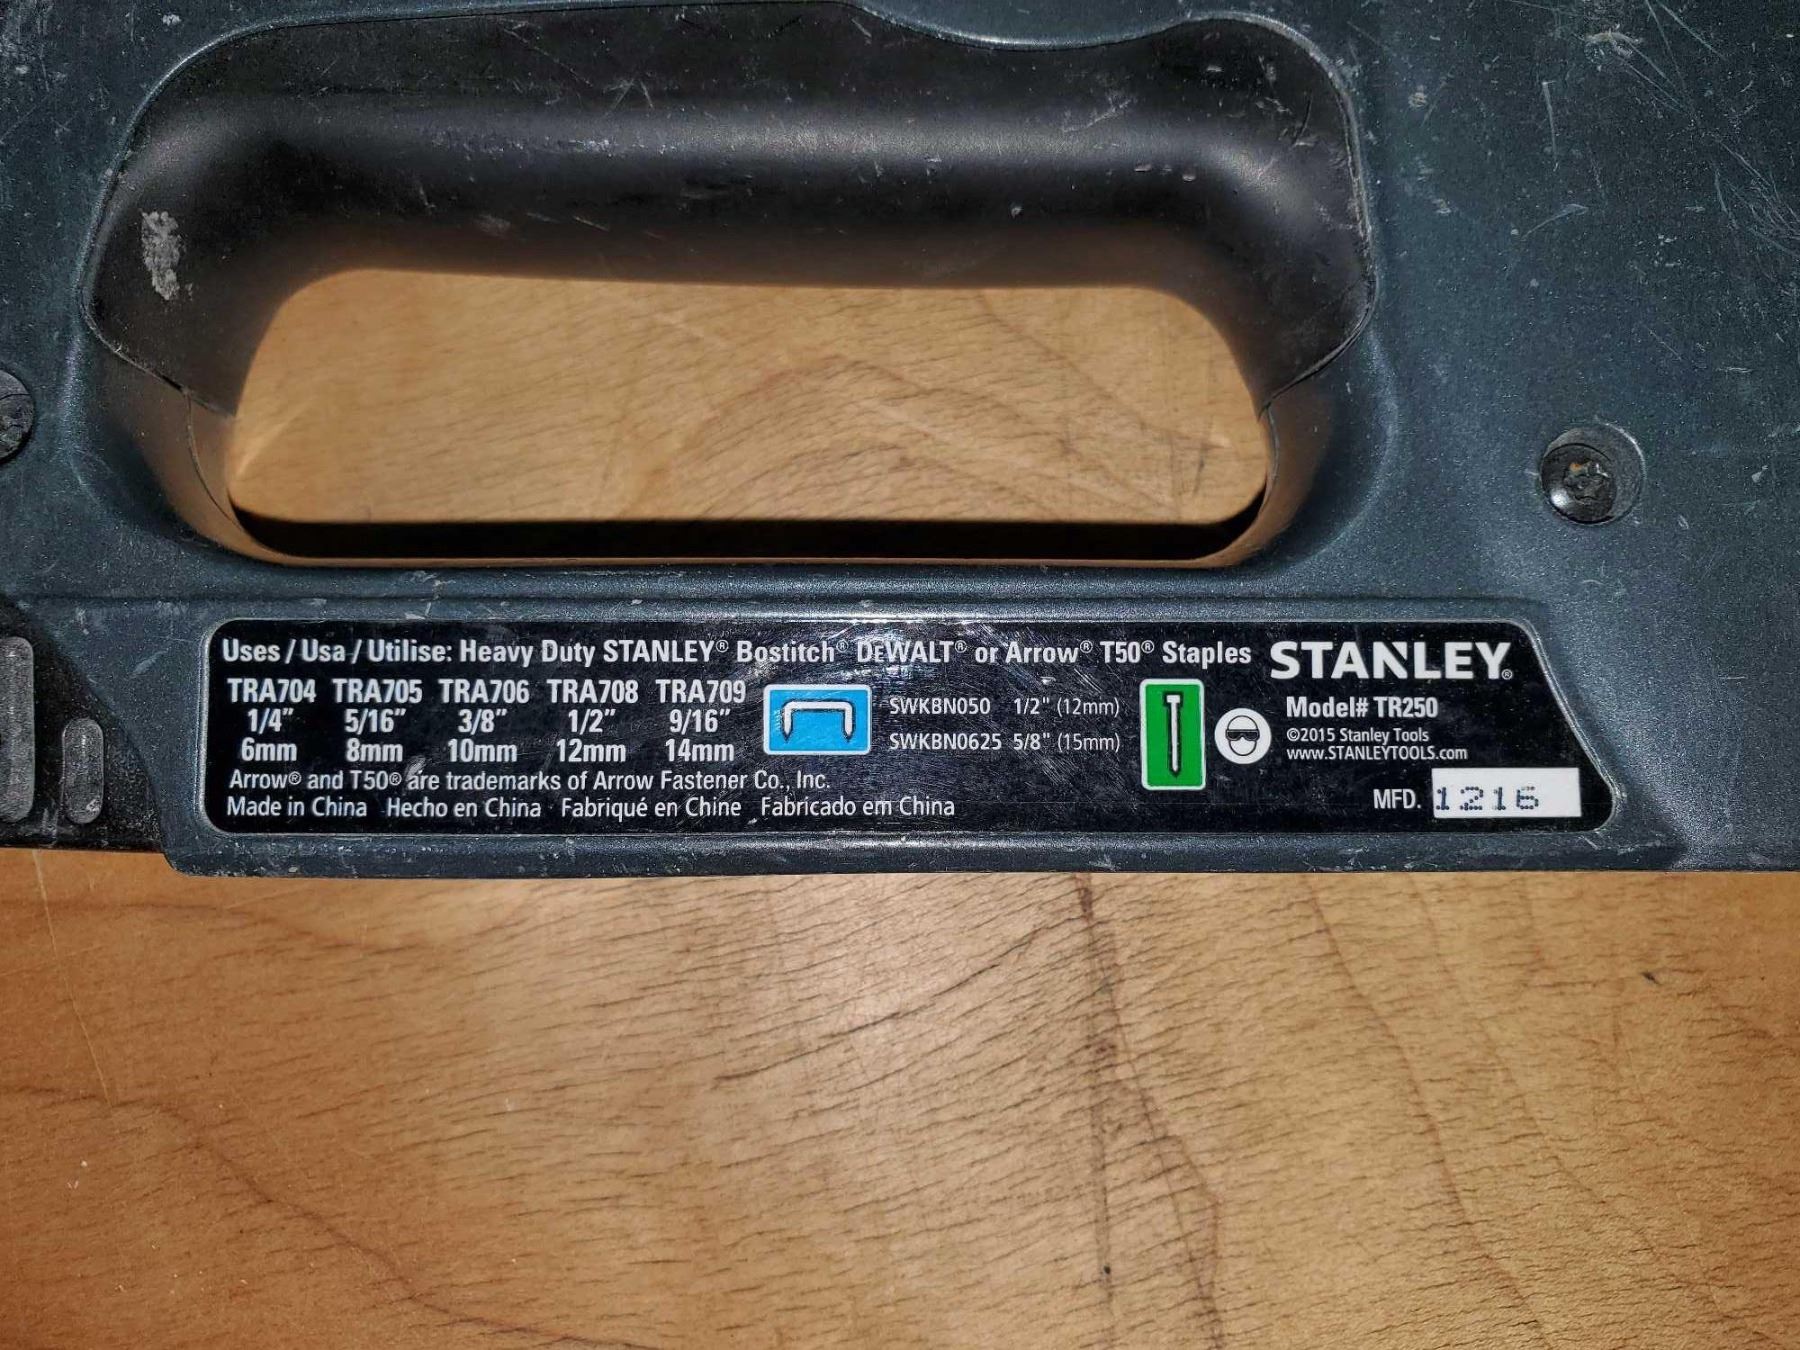 Uses / Usa / Utilise: Heavy Duty STANLEY® Bostitch® DEWALT® or Arrow® T50® Staples
TRA704 TRA705 TRA706 TRA708 TRA709
1/4" 5/16" 3/8" 1/2" 9/16"
6mm 8mm 10mm 12mm 14mm
Arrow® and T50® are trademarks of Arrow Fastener Co., Inc.
Made in China Hecho en China Fabriqué en Chine Fabricado em China
SWKBN050 1/2" (12mm)
SWKBN0625 5/8" (15mm)
STANLEY®
Model# TR250
©2015 Stanley Tools
www.STANLEYTOOLS.com
MFD. 1216